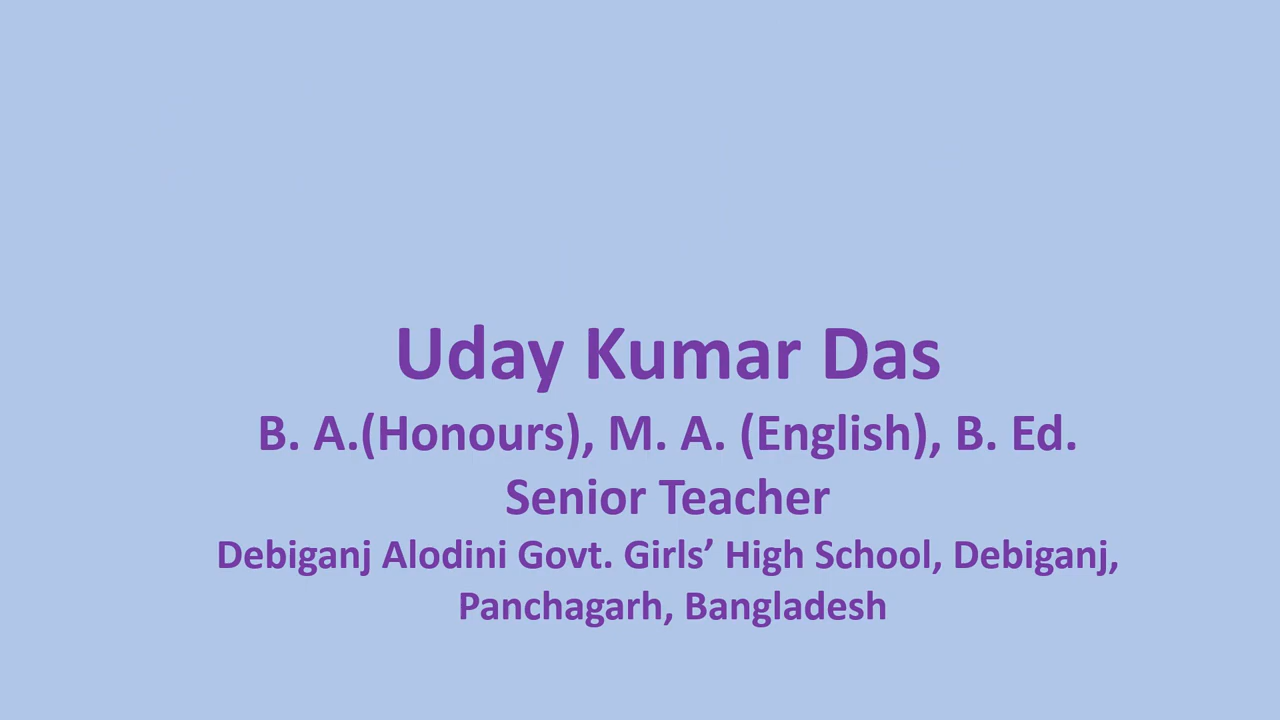 Uday Kumar Das
B. A.(Honours), M. A. (English), B. Ed.
Senior Teacher
Debiganj Alodini Govt. Girls’ High School, Debiganj,
Panchagarh, Bangladesh